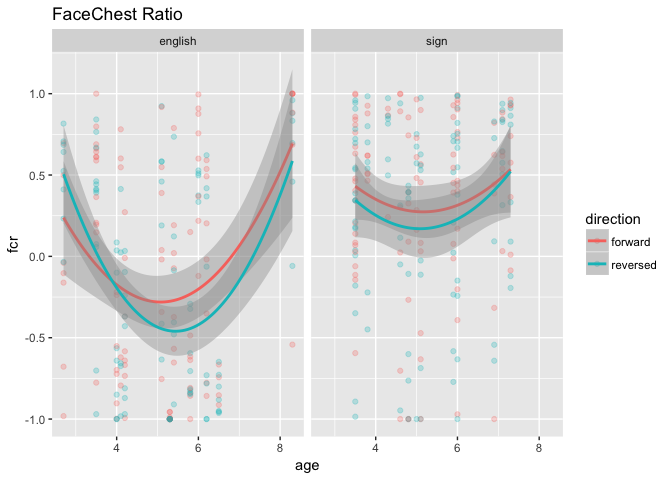 FaceChest Ratio
english
sign
fcr
1.0
0.5
0.0
-0.5
-1.0
4
6
8
4
6
8
age
direction
forward
reversed